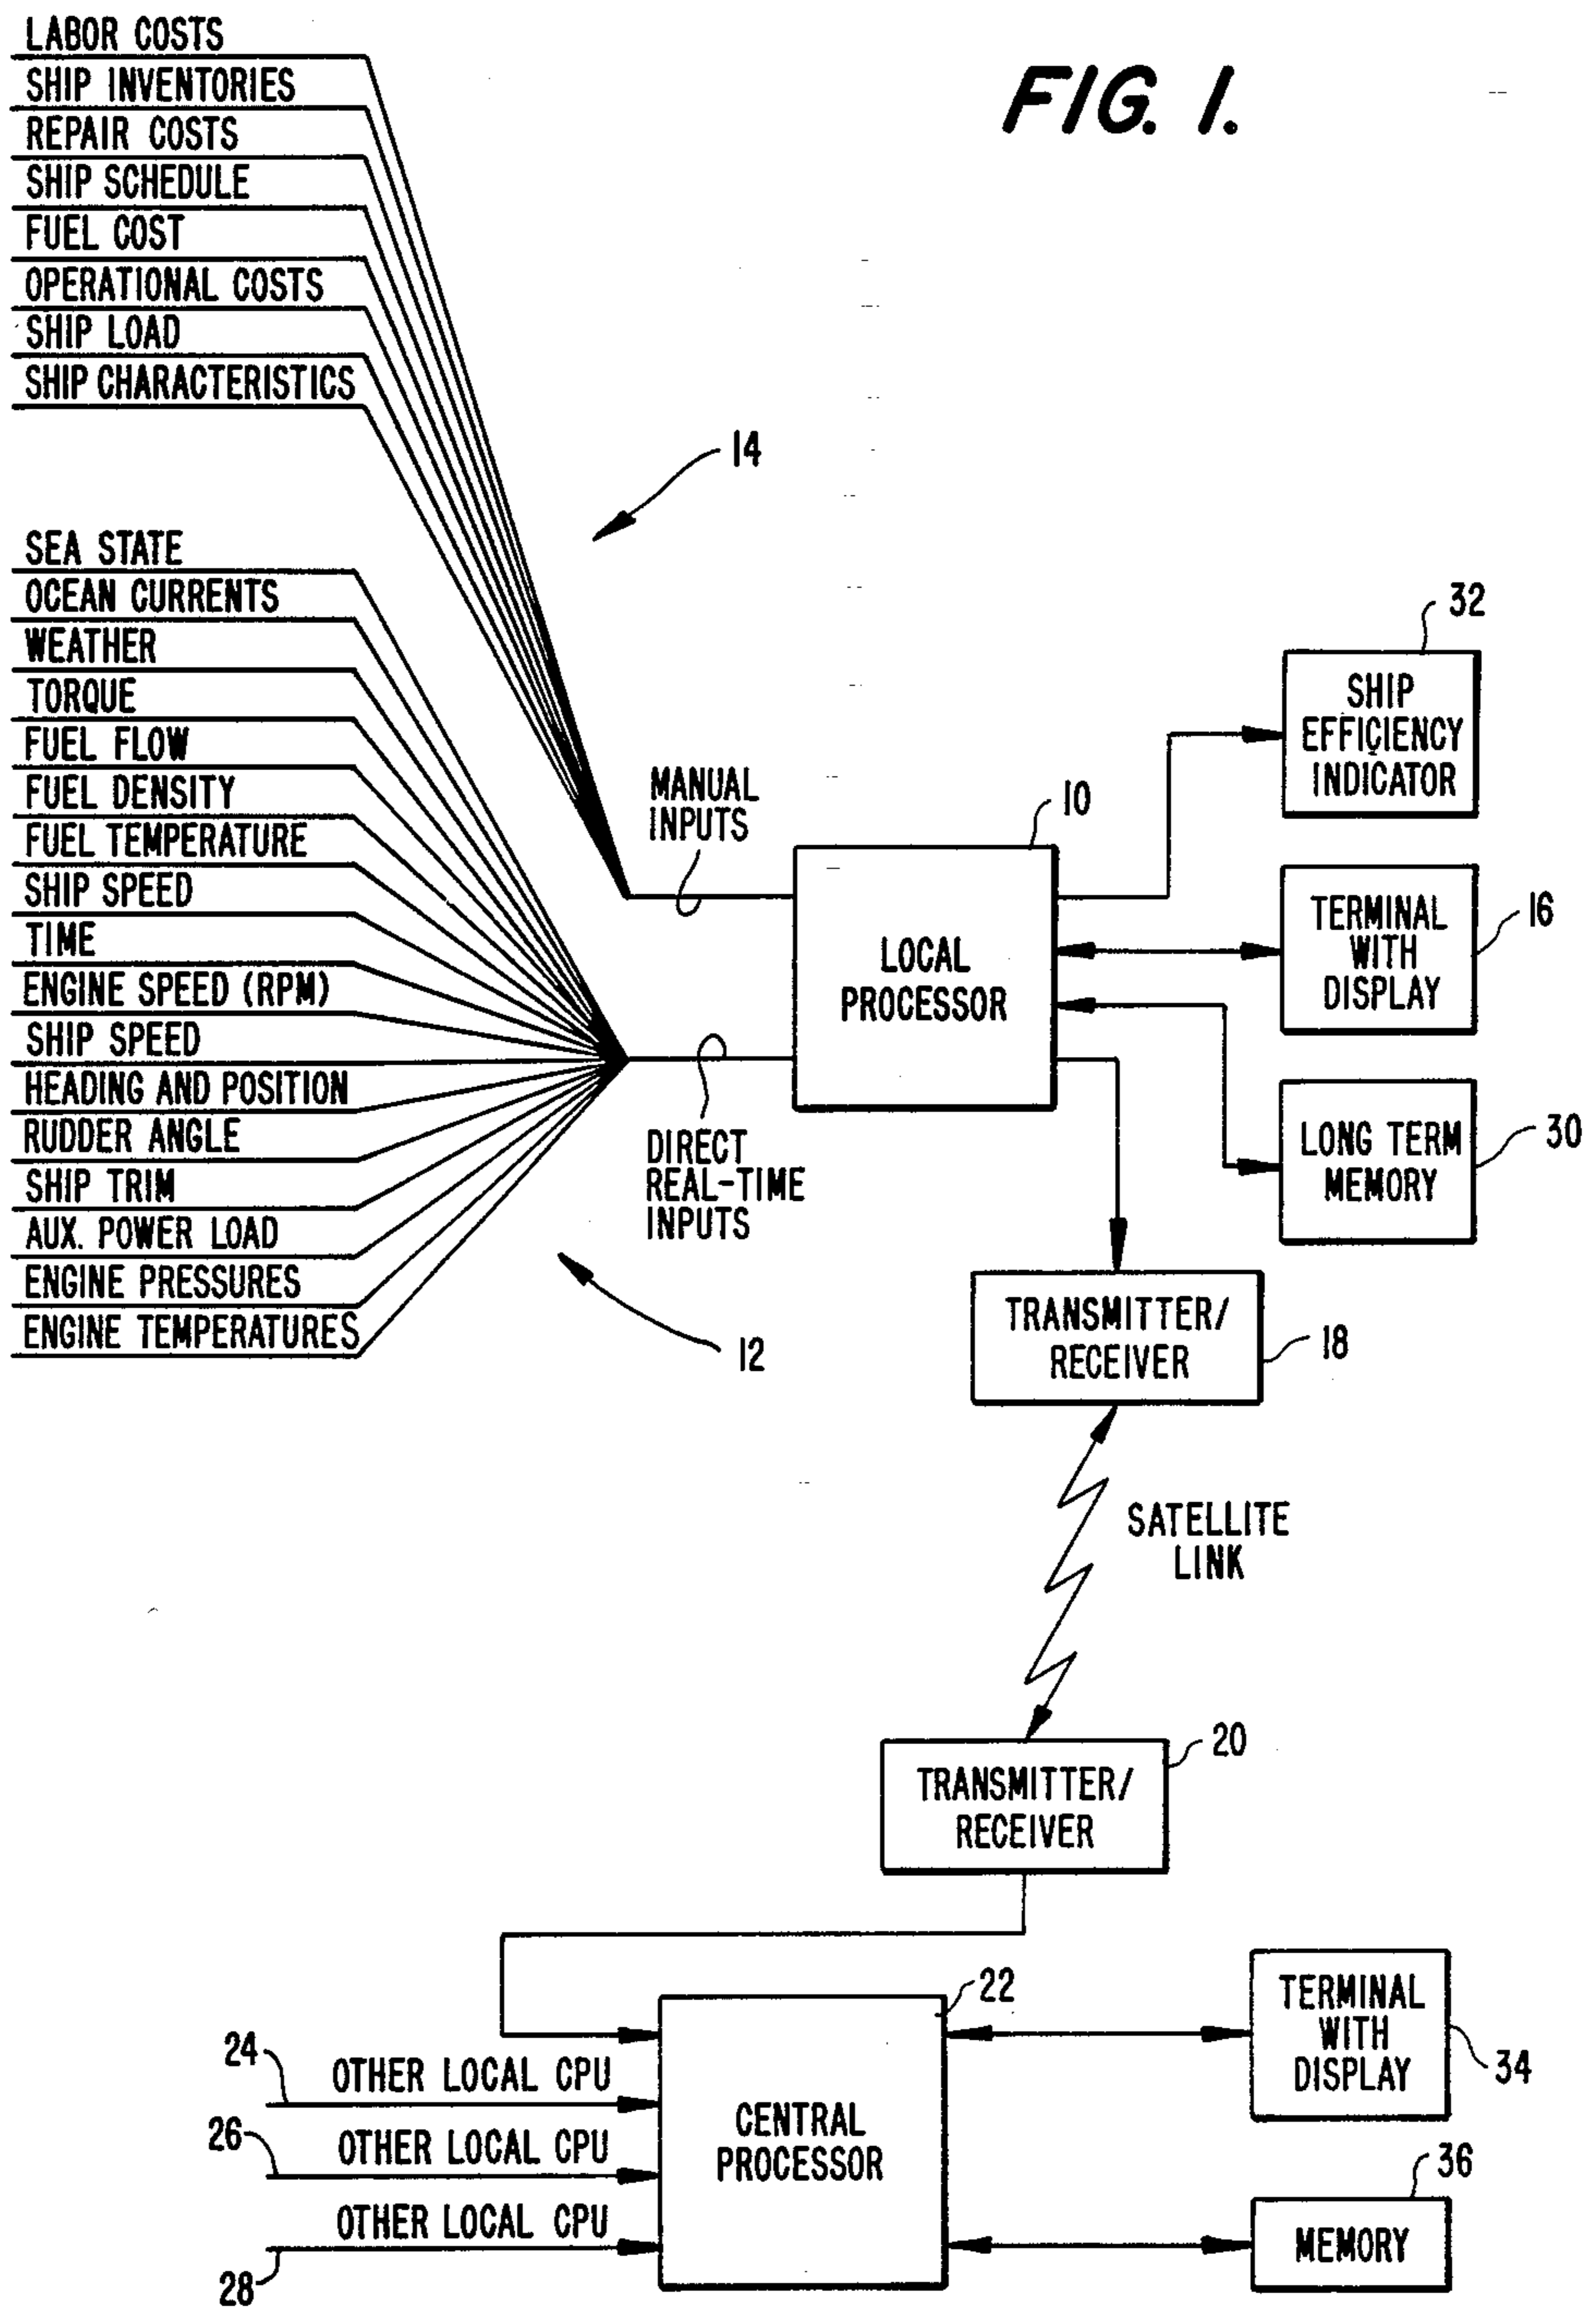 FIG. 1.
LABOR COSTS
SHIP INVENTORIES
REPAIR COSTS
SHIP SCHEDULE
FUEL COST
OPERATIONAL COSTS
SHIP LOAD
SHIP CHARACTERISTICS
14
SEA STATE
OCEAN CURRENTS
WEATHER
TORQUE
FUEL FLOW
FUEL DENSITY
FUEL TEMPERATURE
SHIP SPEED
TIME
ENGINE SPEED (RPM)
SHIP SPEED
HEADING AND POSITION
RUDDER ANGLE
SHIP TRIM
AUX. POWER LOAD
ENGINE PRESSURES
ENGINE TEMPERATURES
12
MANUAL
INPUTS
DIRECT
REAL-TIME
INPUTS
10
LOCAL
PROCESSOR
32
SHIP
EFFICIENCY
INDICATOR
16
TERMINAL
WITH
DISPLAY
30
LONG TERM
MEMORY
TRANSMITTER/
RECEIVER
18
SATELLITE
LINK
20
TRANSMITTER/
RECEIVER
22
CENTRAL
PROCESSOR
24
OTHER LOCAL CPU
26
OTHER LOCAL CPU
OTHER LOCAL CPU
28
TERMINAL
WITH
DISPLAY
34
36
MEMORY